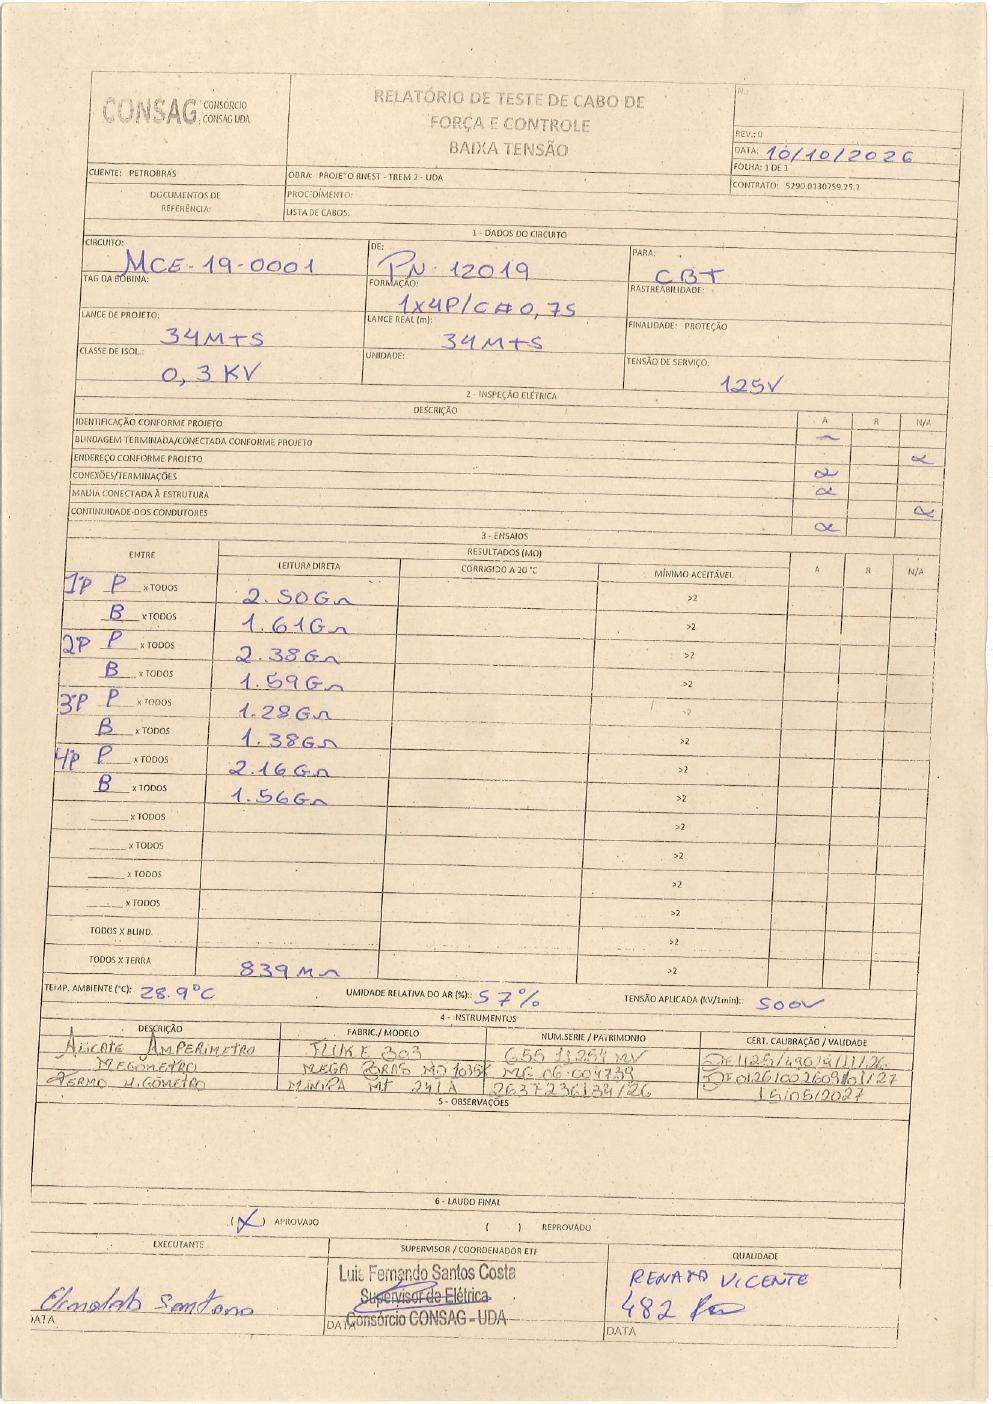 CONSAG CONSÓRCIO CONSAG UDA
RELATÓRIO DE TESTE DE CABO DE
FORÇA E CONTROLE
BAIXA TENSÃO
REV.: 0
DATA: 10/10/2026
FOLHA: 1 DE 1
CLIENTE: PETROBRAS
OBRA: PROJETO RNEST - TREM 2 - UDA
CONTRATO: 5290.0130759.25.2
DOCUMENTOS DE REFERÊNCIA:
PROCEDIMENTO:
LISTA DE CABOS:
1 - DADOS DO CIRCUITO
CIRCUITO: MCE-19-0001
DE: PN-12019
PARA: CBT
TAG DA BOBINA:
FORMAÇÃO: 1x4P/C#0,75
RASTREABILIDADE:
LANCE DE PROJETO: 34MTS
LANCE REAL (m): 34MTS
FINALIDADE: PROTEÇÃO
CLASSE DE ISOL.: 0,3 KV
UNIDADE:
TENSÃO DE SERVIÇO: 125V
2 - INSPEÇÃO ELÉTRICA
DESCRIÇÃO A R N/A
IDENTIFICAÇÃO CONFORME PROJETO
BLINDAGEM TERMINADA/CONECTADA CONFORME PROJETO
ENDEREÇO CONFORME PROJETO
CONEXÕES/TERMINAÇÕES
MALHA CONECTADA À ESTRUTURA
CONTINUIDADE DOS CONDUTORES
3 - ENSAIOS
ENTRE
RESULTADOS (MΩ)
LEITURA DIRETA CORRIGIDO A 20 °C MÍNIMO ACEITÁVEL A R N/A
1P P x TODOS 2.50GΩ >2
B x TODOS 1.61GΩ >2
2P P x TODOS 2.38GΩ >2
B x TODOS 1.59GΩ >2
3P P x TODOS 1.28GΩ >2
B x TODOS 1.38GΩ >2
4P P x TODOS 2.16GΩ >2
B x TODOS 1.56GΩ >2
x TODOS >2
x TODOS >2
x TODOS >2
x TODOS >2
TODOS X BLIND. >2
TODOS X TERRA 839MΩ >2
TEMP. AMBIENTE (°C): 28.9°C UMIDADE RELATIVA DO AR (%): 57% TENSÃO APLICADA (kV/1min): 500V
4 - INSTRUMENTOS
DESCRIÇÃO FABRIC./ MODELO NUM.SERIE / PATRIMONIO CERT. CALIBRAÇÃO / VALIDADE
ALICATE AMPERIMETRO FLUKE 303
MEGOMETRO MEGA BRAS MD 1035 MG 06-004739
TERMO HIGOMETRO MINIPA MT 241A 15/05/2027
5 - OBSERVAÇÕES
6 - LAUDO FINAL
(X) APROVADO ( ) REPROVADO
EXECUTANTE SUPERVISOR / COORDENADOR ETF QUALIDADE
Luis Fernando Santos Costa
Supervisor de Elétrica
Consórcio CONSAG - UDA
RENATO VICENTE
482
DATA DATA DATA